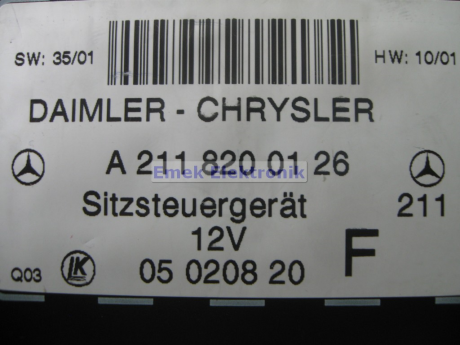 SW: 35/01 HW: 10/01
DAIMLER - CHRYSLER
A 211 820 01 26
Emek Elektronik
Sitzsteuergerät 211
12V
Q03 LK 05 0208 20 F